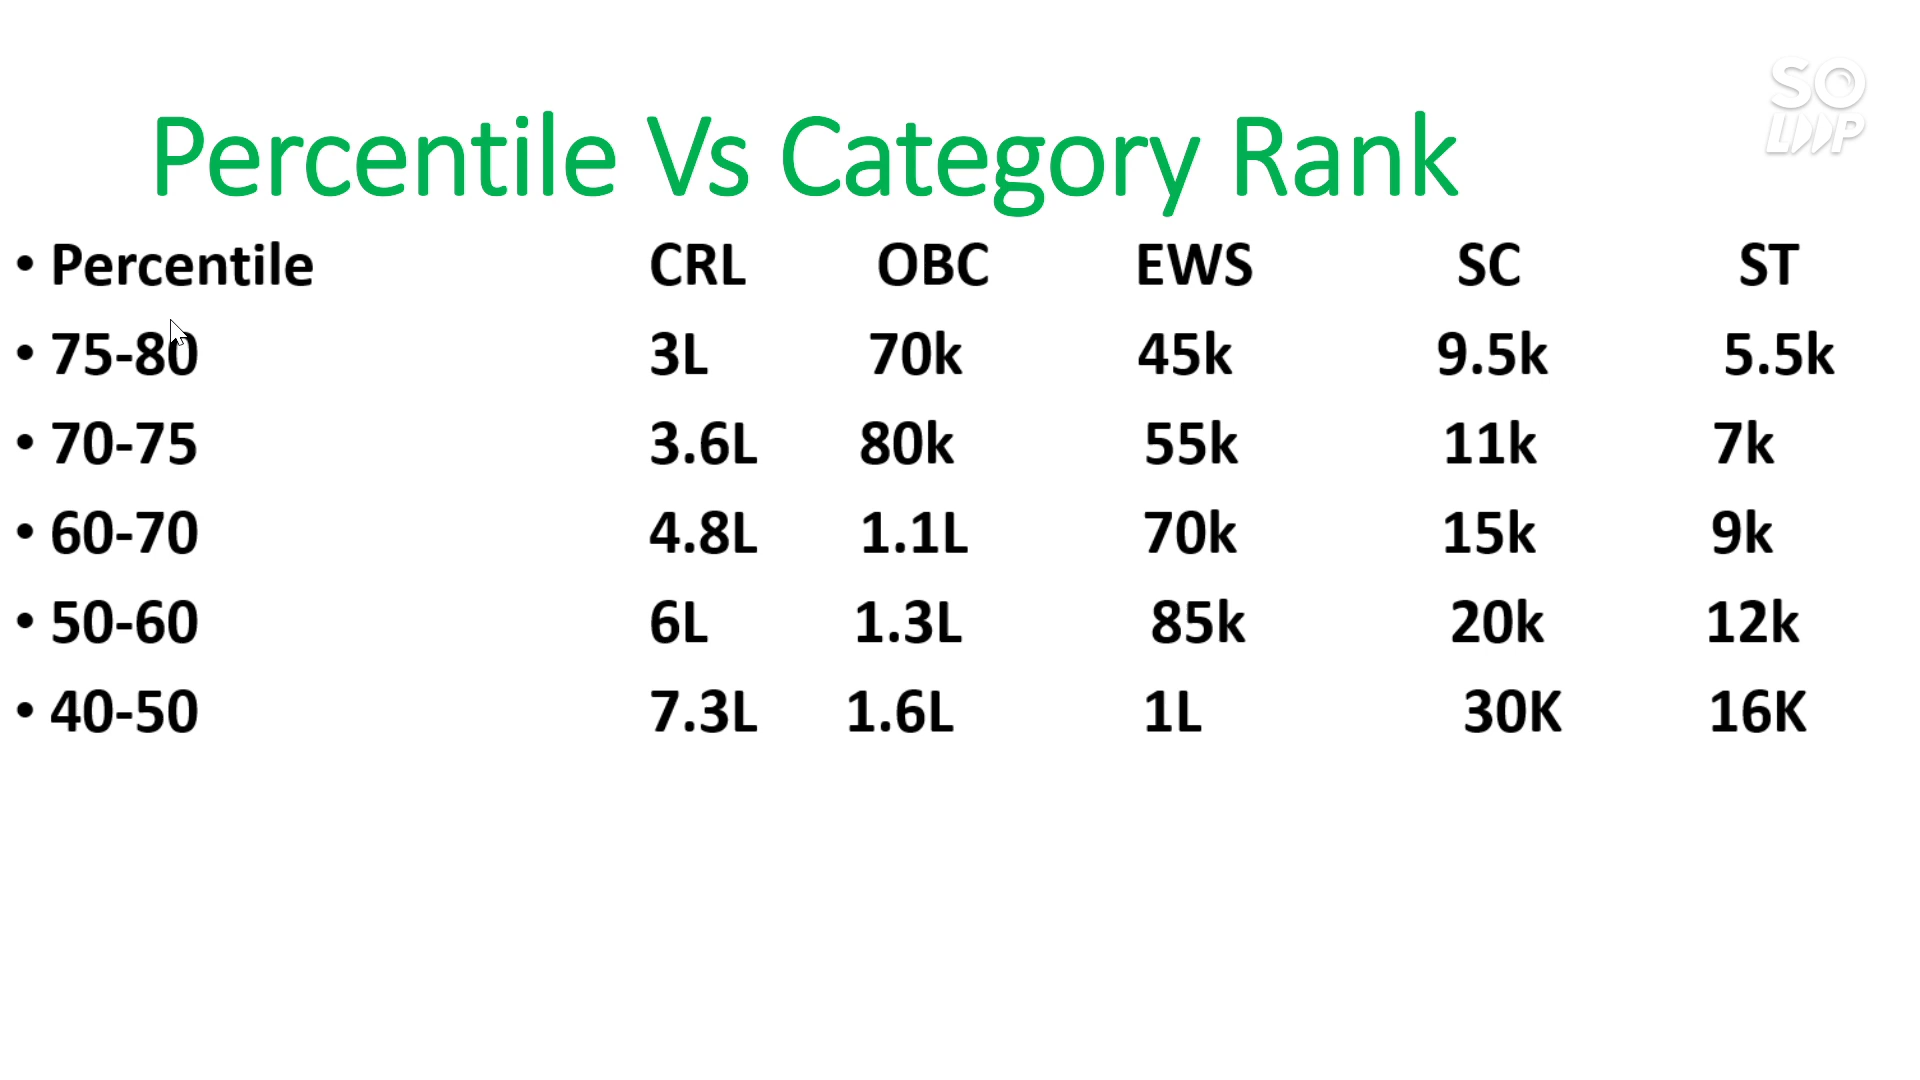 SO
LOOP
Percentile Vs Category Rank
• Percentile CRL OBC EWS SC ST
• 75-80 3L 70k 45k 9.5k 5.5k
• 70-75 3.6L 80k 55k 11k 7k
• 60-70 4.8L 1.1L 70k 15k 9k
• 50-60 6L 1.3L 85k 20k 12k
• 40-50 7.3L 1.6L 1L 30K 16K